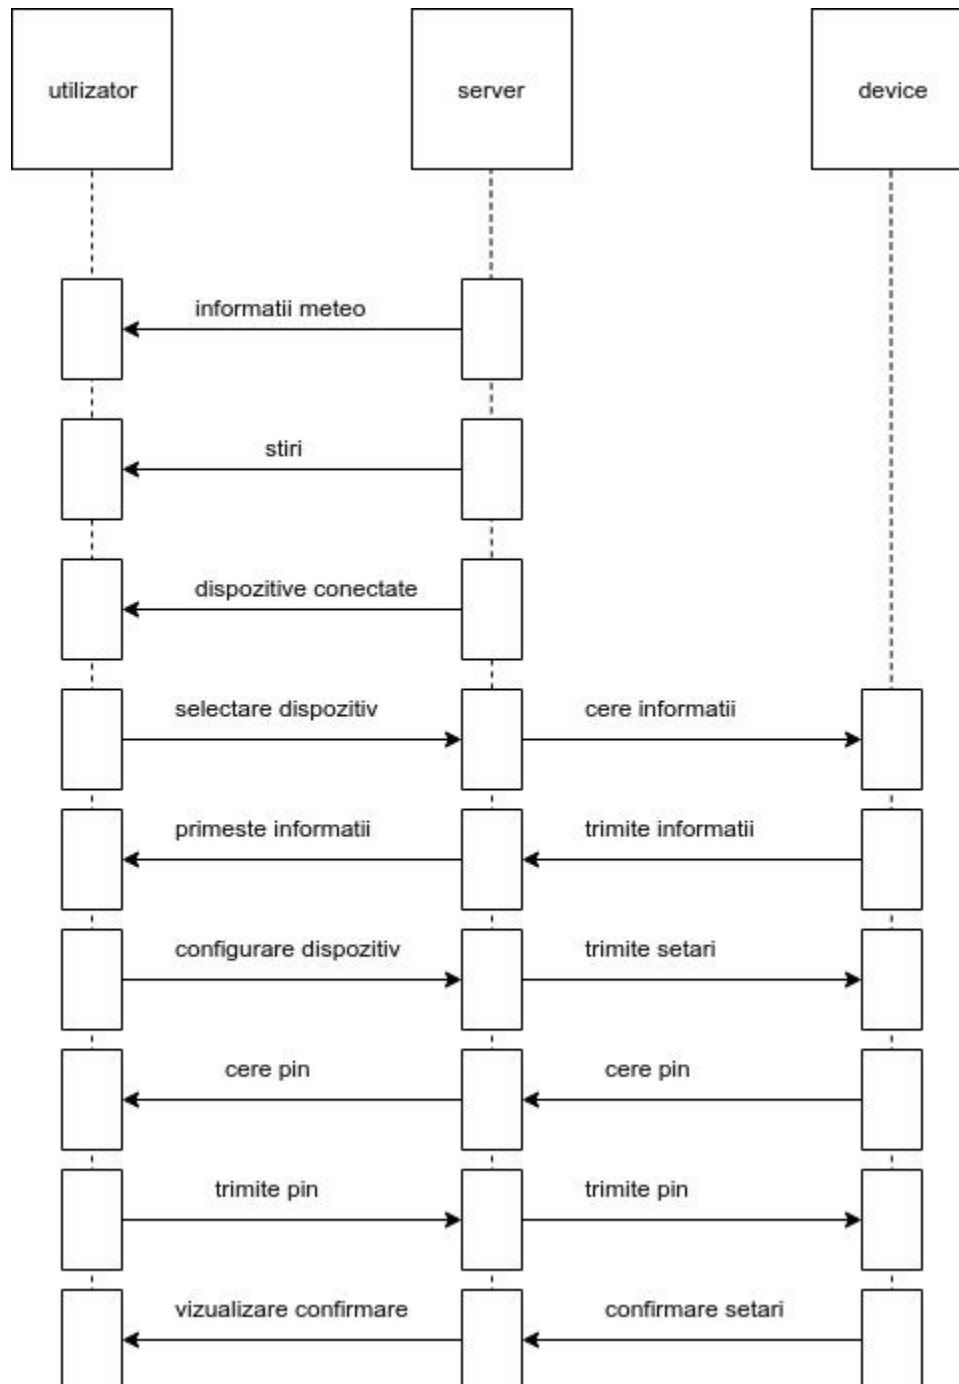 utilizator
server
device
informatii meteo
stiri
dispozitive conectate
selectare dispozitiv
cere informatii
primeste informatii
trimite informatii
configurare dispozitiv
trimite setari
cere pin
cere pin
trimite pin
trimite pin
vizualizare confirmare
confirmare setari